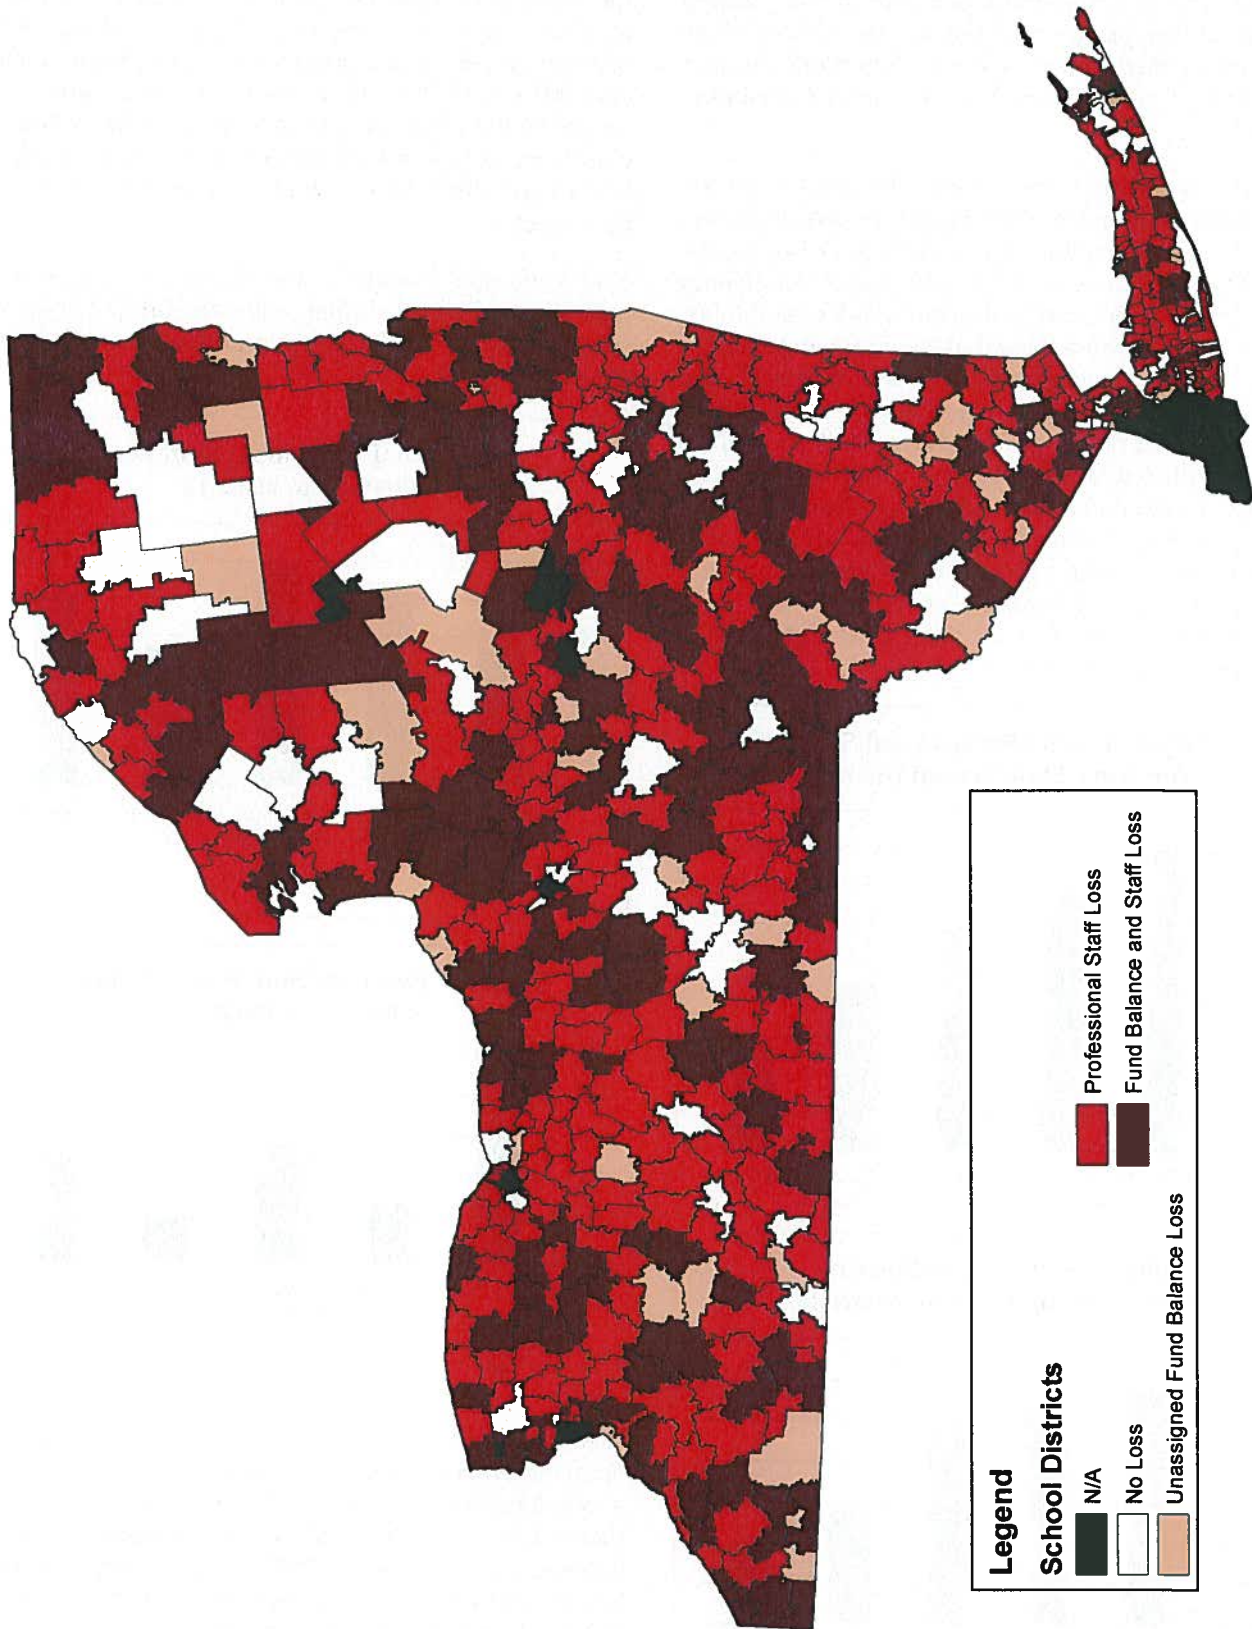 Legend
School Districts
N/A
No Loss
Unassigned Fund Balance Loss
Professional Staff Loss
Fund Balance and Staff Loss